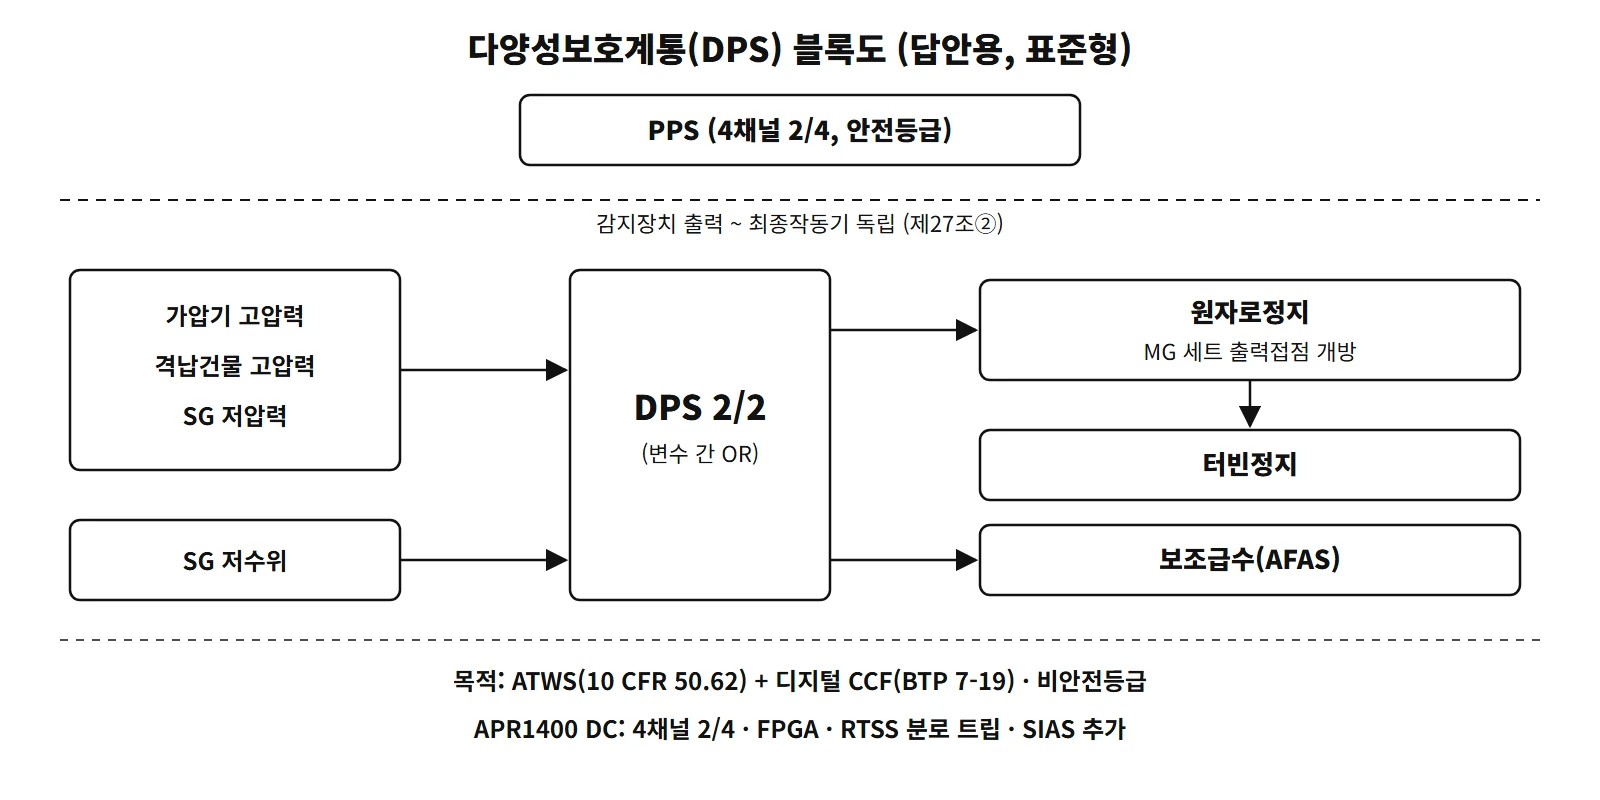 다양성보호계통(DPS) 블록도 (답안용, 표준형)
PPS (4채널 2/4, 안전등급)
감지장치 출력 ~ 최종작동기 독립 (제27조②)
가압기 고압력
격납건물 고압력
SG 저압력
SG 저수위
DPS 2/2
(변수 간 OR)
원자로정지
MG 세트 출력접점 개방
터빈정지
보조급수(AFAS)
목적: ATWS(10 CFR 50.62) + 디지털 CCF(BTP 7-19) · 비안전등급
APR1400 DC: 4채널 2/4 · FPGA · RTSS 분로 트립 · SIAS 추가